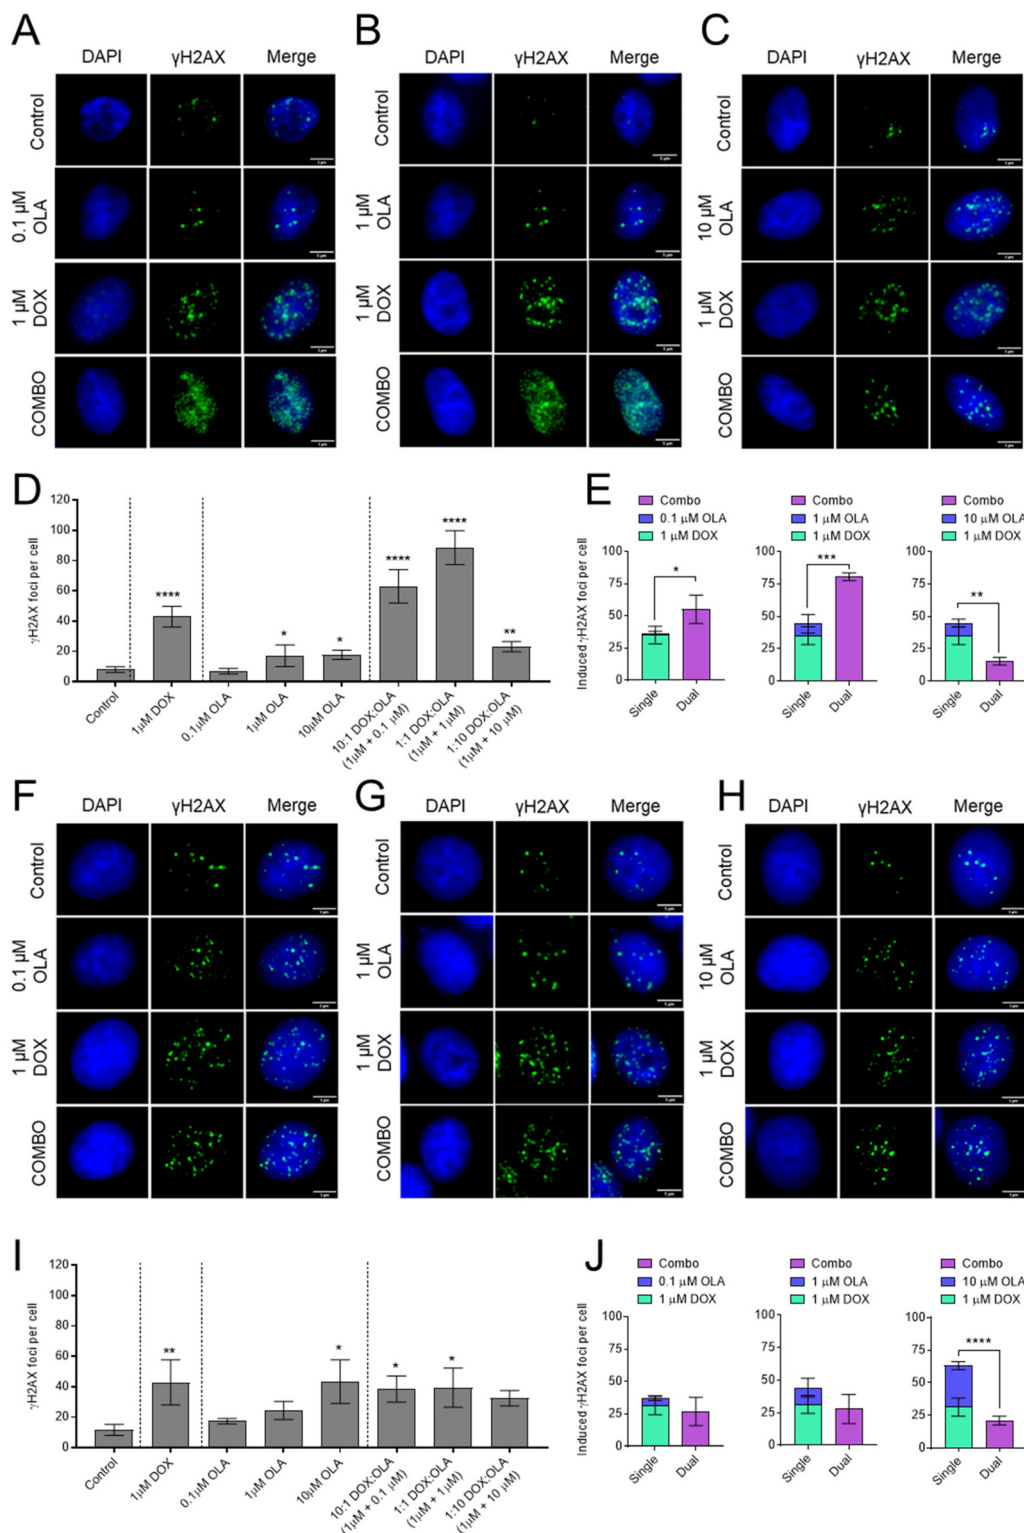 A
DAPI γH2AX Merge
Control
0.1 µM
OLA
1 µM
DOX
COMBO
B
DAPI γH2AX Merge
Control
1 µM
OLA
1 µM
DOX
COMBO
C
DAPI γH2AX Merge
Control
10 µM
OLA
1 µM
DOX
COMBO
D
γH2AX foci per cell
120
100
80
60
40
20
0
****
*
*
****
****
**
Control
1µM DOX
0.1µM OLA
1µM OLA
10µM OLA
10:1 DOX:OLA
(1µM + 0.1 µM)
1:1 DOX:OLA
(1µM + 1µM)
1:10 DOX:OLA
(1µM + 10 µM)
E
Induced γH2AX foci per cell
Combo
0.1 µM OLA
1 µM DOX
100
75
50
25
0
*
Single
Dual
Combo
1 µM OLA
1 µM DOX
100
75
50
25
0
***
Single
Dual
Combo
10 µM OLA
1 µM DOX
100
75
50
25
0
**
Single
Dual
F
DAPI γH2AX Merge
Control
0.1 µM
OLA
1 µM
DOX
COMBO
G
DAPI γH2AX Merge
Control
1 µM
OLA
1 µM
DOX
COMBO
H
DAPI γH2AX Merge
Control
10 µM
OLA
1 µM
DOX
COMBO
I
γH2AX foci per cell
120
100
80
60
40
20
0
**
*
*
*
Control
1µM DOX
0.1µM OLA
1µM OLA
10µM OLA
10:1 DOX:OLA
(1µM + 0.1 µM)
1:1 DOX:OLA
(1µM + 1µM)
1:10 DOX:OLA
(1µM + 10 µM)
J
Induced γH2AX foci per cell
Combo
0.1 µM OLA
1 µM DOX
100
75
50
25
0
Single
Dual
Combo
1 µM OLA
1 µM DOX
100
75
50
25
0
Single
Dual
Combo
10 µM OLA
1 µM DOX
100
75
50
25
0
****
Single
Dual